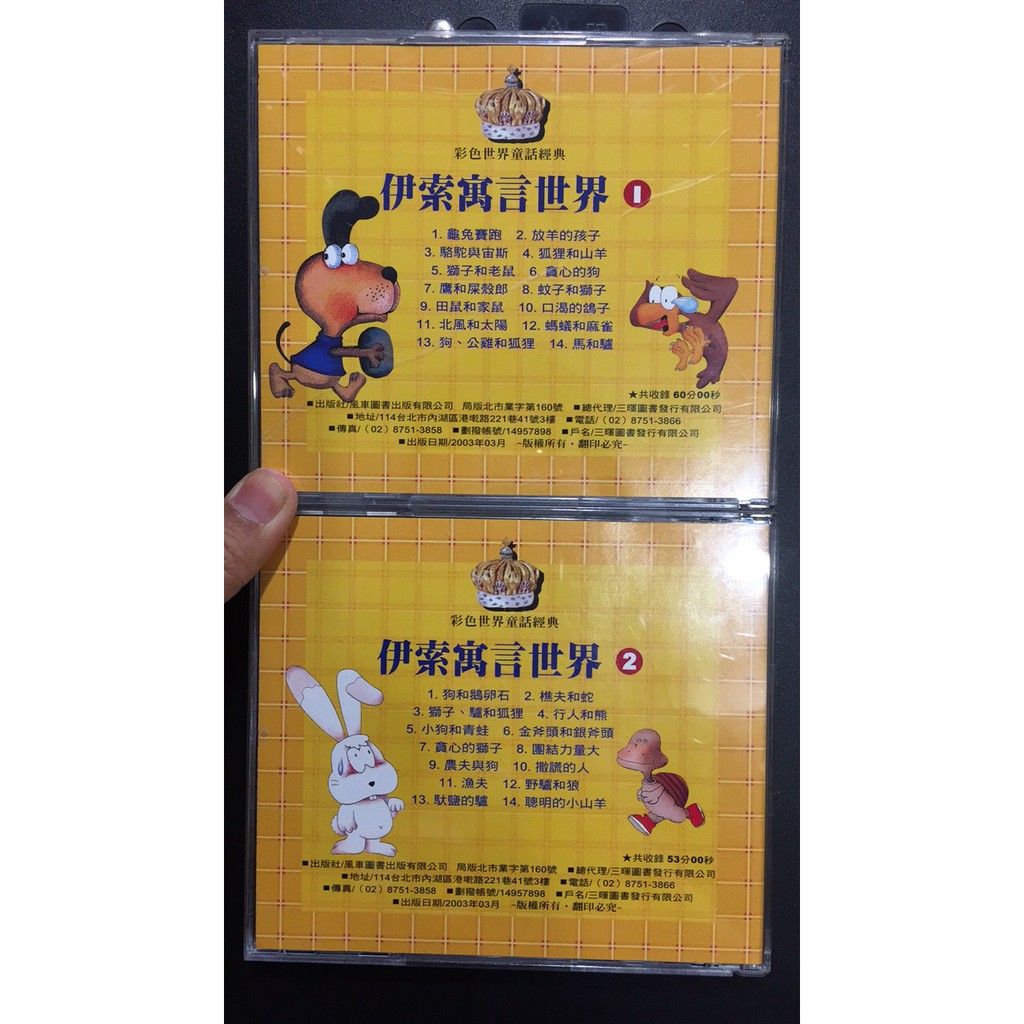 彩色世界童話經典
伊索寓言世界 1
1. 龜兔賽跑 2. 放羊的孩子
3. 駱駝與宙斯 4. 狐狸和山羊
5. 獅子和老鼠 6. 貪心的狗
7. 鷹和屎殼郎 8. 蚊子和獅子
9. 田鼠和家鼠 10. 口渴的鴿子
11. 北風和太陽 12. 螞蟻和麻雀
13. 狗、公雞和狐狸 14. 馬和驢
★共收錄 60分00秒
■出版社/風車圖書出版有限公司 局版北市業字第160號 ■總代理/三暉圖書發行有限公司
■地址/114台北市內湖區港墘路221巷41號3樓 ■電話/（02）8751-3866
■傳真/（02）8751-3858 ■劃撥帳號/14957898 ■戶名/三暉圖書發行有限公司
■出版日期/2003年03月 ~版權所有・翻印必究~
彩色世界童話經典
伊索寓言世界 2
1. 狗和鵝卵石 2. 樵夫和蛇
3. 獅子、驢和狐狸 4. 行人和熊
5. 小狗和青蛙 6. 金斧頭和銀斧頭
7. 貪心的獅子 8. 團結力量大
9. 農夫與狗 10. 撒謊的人
11. 漁夫 12. 野驢和狼
13. 馱鹽的驢 14. 聰明的小山羊
★共收錄 53分00秒
■出版社/風車圖書出版有限公司 局版北市業字第160號 ■總代理/三暉圖書發行有限公司
■地址/114台北市內湖區港墘路221巷41號3樓 ■電話/（02）8751-3866
■傳真/（02）8751-3858 ■劃撥帳號/14957898 ■戶名/三暉圖書發行有限公司
■出版日期/2003年03月 ~版權所有・翻印必究~